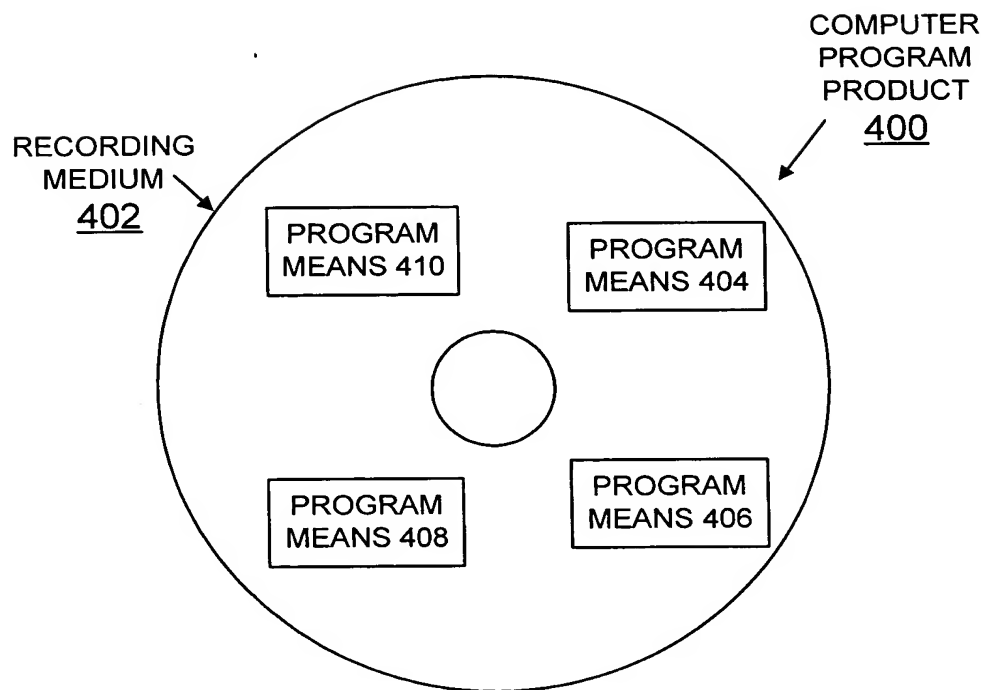 COMPUTER
PROGRAM
PRODUCT
400
RECORDING
MEDIUM
402
PROGRAM
MEANS 410
PROGRAM
MEANS 404
PROGRAM
MEANS 408
PROGRAM
MEANS 406